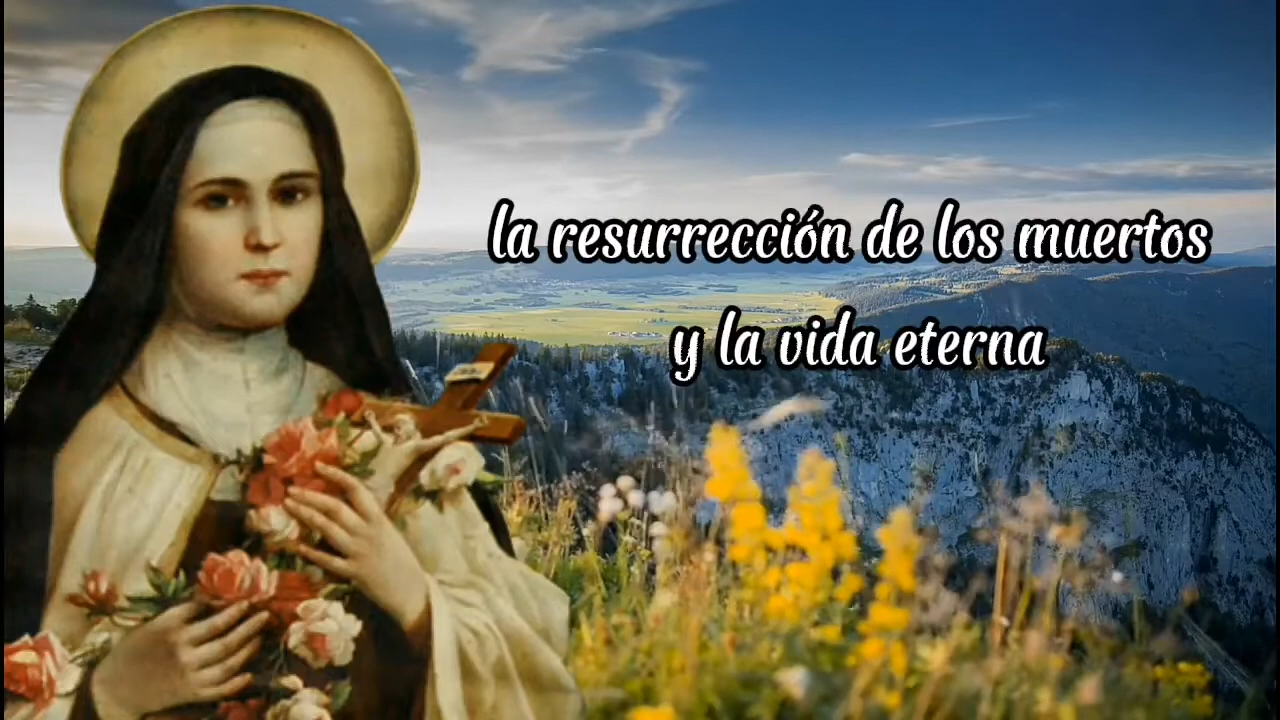 la resurrección de los muertos
y la vida eterna